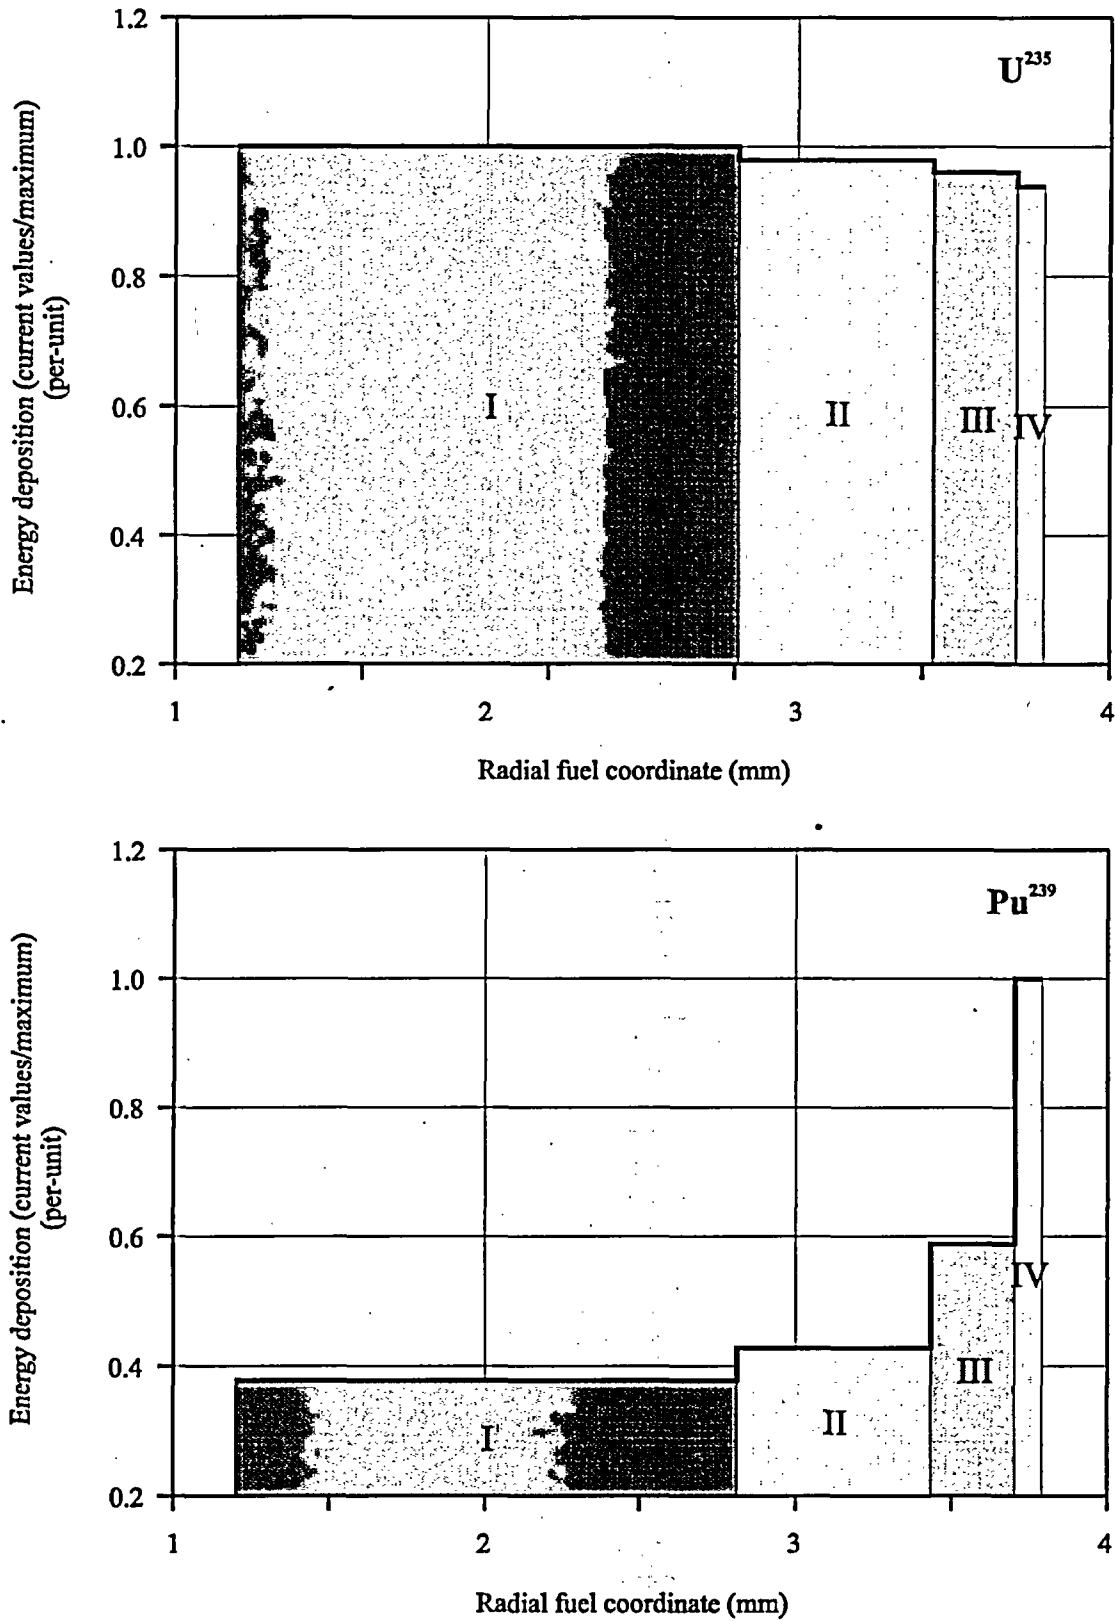 1.2
U²³⁵
1.0
0.8
0.6
0.4
0.2
Energy deposition (current values/maximum)
(per-unit)
I
II
III
IV
1
2
3
4
Radial fuel coordinate (mm)
1.2
Pu²³⁹
1.0
0.8
0.6
0.4
0.2
Energy deposition (current values/maximum)
(per-unit)
I
II
III
IV
1
2
3
4
Radial fuel coordinate (mm)